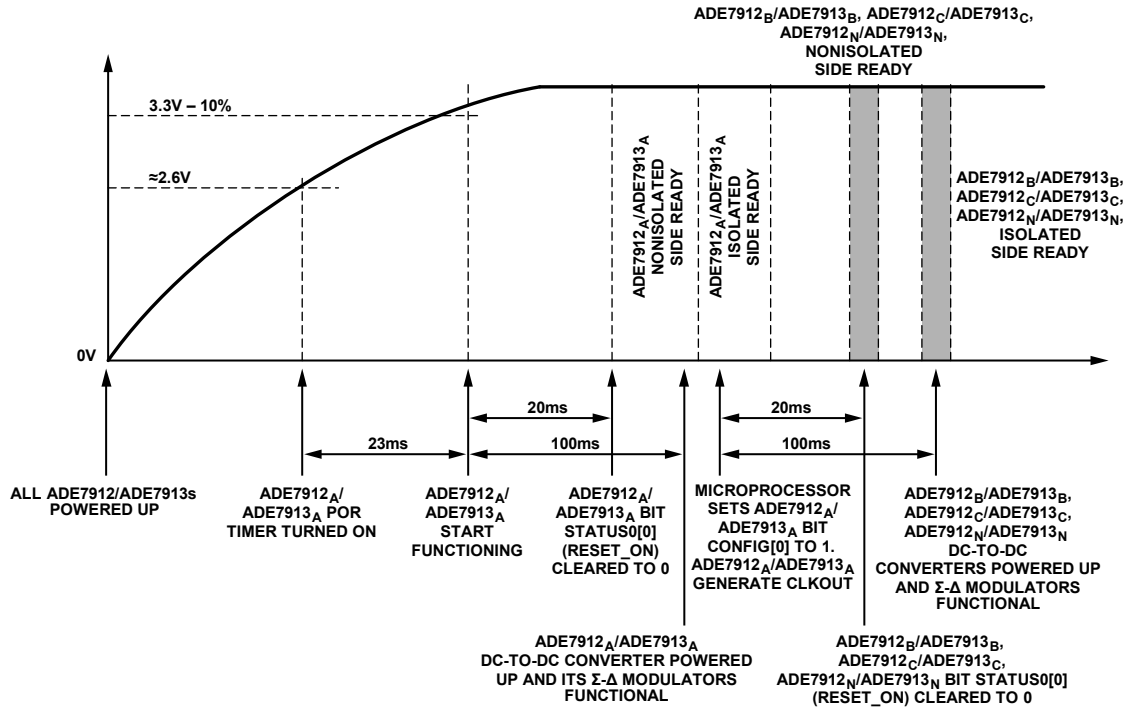 ADE7912B/ADE7913B, ADE7912C/ADE7913C,
ADE7912N/ADE7913N,
NONISOLATED
SIDE READY
3.3V – 10%
≈2.6V
0V
ADE7912A/ADE7913A
NONISOLATED
SIDE READY
ADE7912A/ADE7913A
ISOLATED
SIDE READY
ADE7912B/ADE7913B,
ADE7912C/ADE7913C,
ADE7912N/ADE7913N,
ISOLATED
SIDE READY
20ms
20ms
23ms
100ms
100ms
ALL ADE7912/ADE7913s
POWERED UP
ADE7912A/
ADE7913A POR
TIMER TURNED ON
ADE7912A/
ADE7913A
START
FUNCTIONING
ADE7912A/
ADE7913A BIT
STATUS0[0]
(RESET_ON)
CLEARED TO 0
MICROPROCESSOR
SETS ADE7912A/
ADE7913A BIT
CONFIG[0] TO 1.
ADE7912A/ADE7913A
GENERATE CLKOUT
ADE7912B/ADE7913B,
ADE7912C/ADE7913C,
ADE7912N/ADE7913N
DC-TO-DC
CONVERTERS POWERED UP
AND Σ-Δ MODULATORS
FUNCTIONAL
ADE7912A/ADE7913A
DC-TO-DC CONVERTER POWERED
UP AND ITS Σ-Δ MODULATORS
FUNCTIONAL
ADE7912B/ADE7913B,
ADE7912C/ADE7913C,
ADE7912N/ADE7913N BIT STATUS0[0]
(RESET_ON) CLEARED TO 0